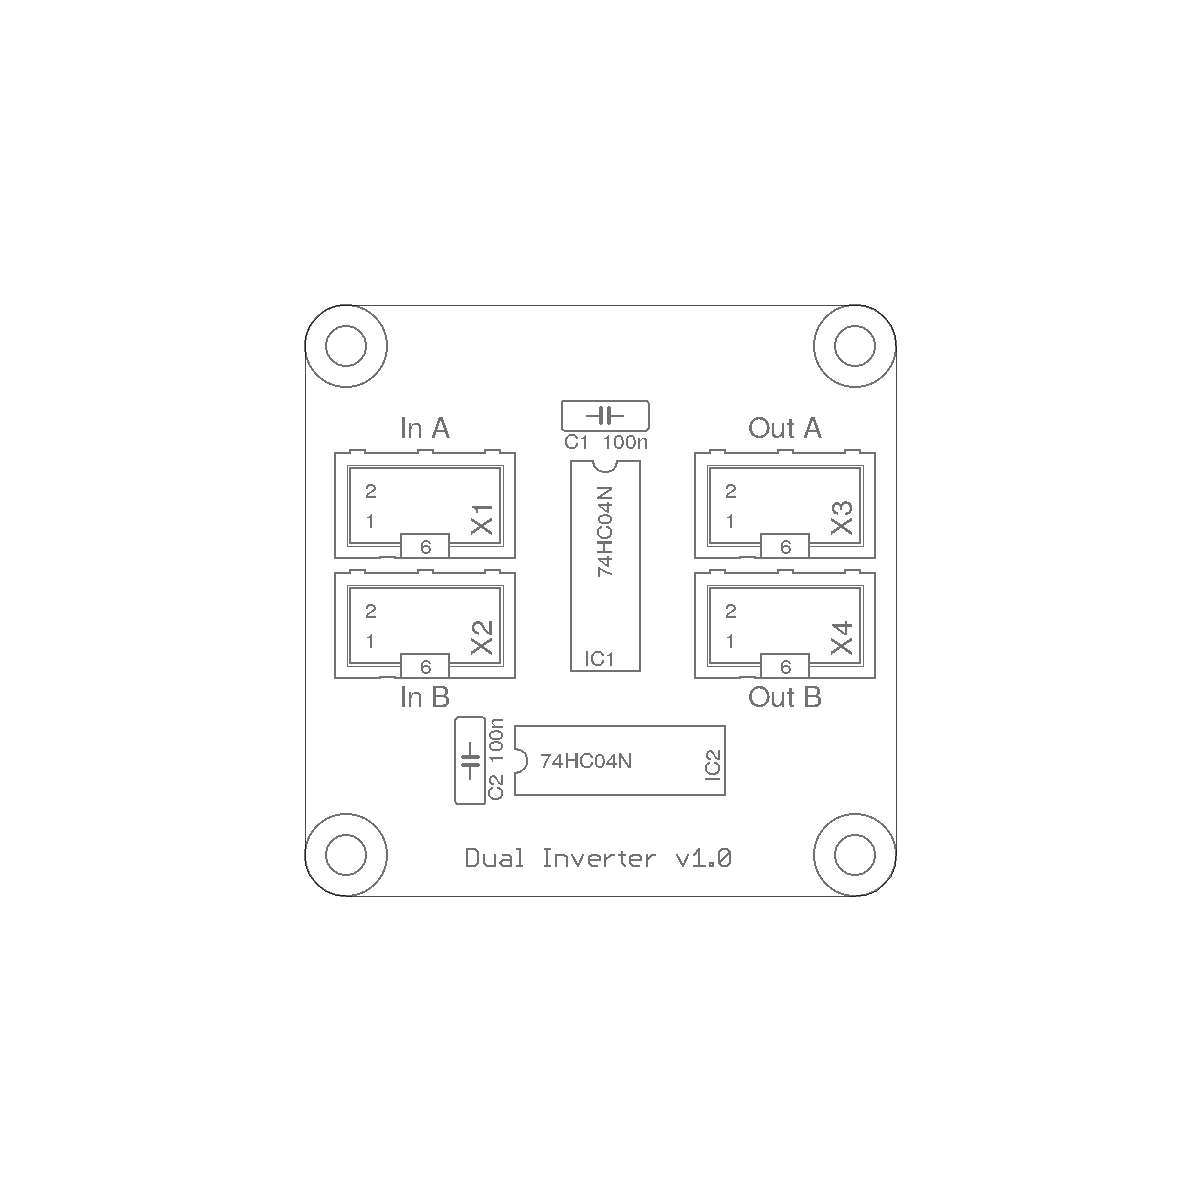 In A
C1 100n
Out A
2
1
X1
6
74HC04N
IC1
2
1
X3
6
2
1
X2
6
2
1
X4
6
In B
Out B
C2 100n
74HC04N
IC2
Dual Inverter v1.0